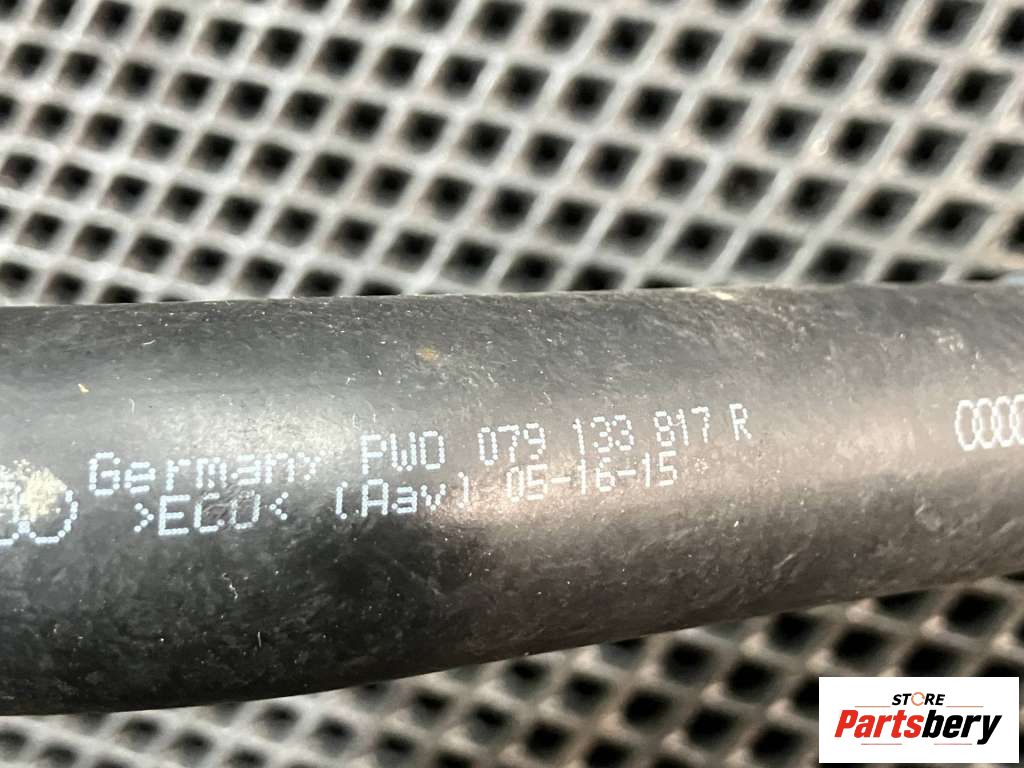 Germany PWO 079 133 817 R
>ECO< (Aav) 05-16-15
STORE
Partsbery